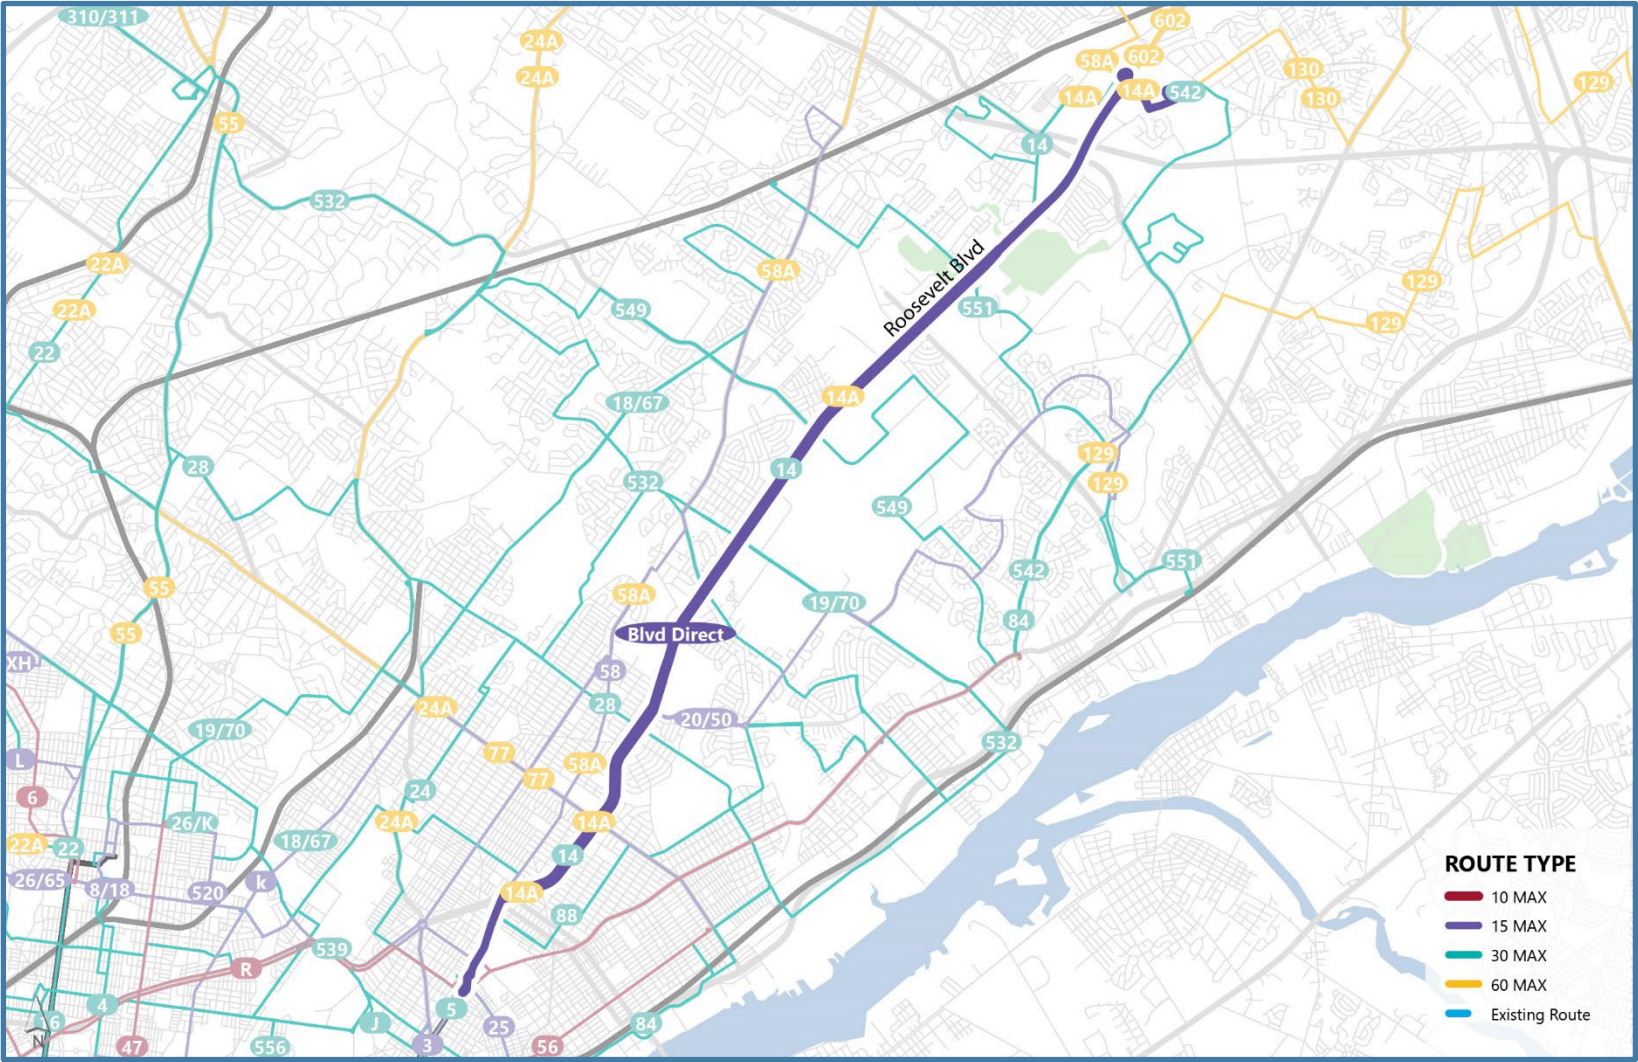 310/311
24A
602
24A
58A
602
130
129
14A
14A
542
130
55
14
532
22A
58A
Roosevelt Blvd
129
22A
549
551
129
22
18/67
14A
28
14
129
532
129
549
55
58A
542
551
19/70
84
55
Blvd Direct
XH
58
24A
28
20/50
19/70
77
532
L
77
58A
6
24
26/K
24A
14A
22A
22
18/67
14
26/65
8/18
520
k
14A
88
539
R
4
5
16
J
25
84
N
47
556
3
56
ROUTE TYPE
10 MAX
15 MAX
30 MAX
60 MAX
Existing Route